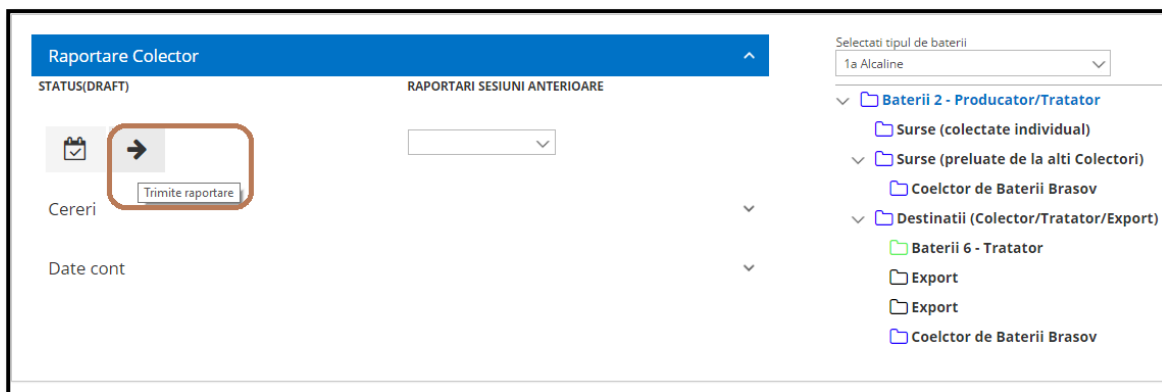 Raportare Colector
STATUS(DRAFT)
RAPORTARI SESIUNI ANTERIOARE
Trimite raportare
Cereri
Date cont
Selectati tipul de baterii
1a Alcaline
Baterii 2 - Producator/Tratator
Surse (colectate individual)
Surse (preluate de la alti Colectori)
Coelctor de Baterii Brasov
Destinatii (Colector/Tratator/Export)
Baterii 6 - Tratator
Export
Export
Coelctor de Baterii Brasov